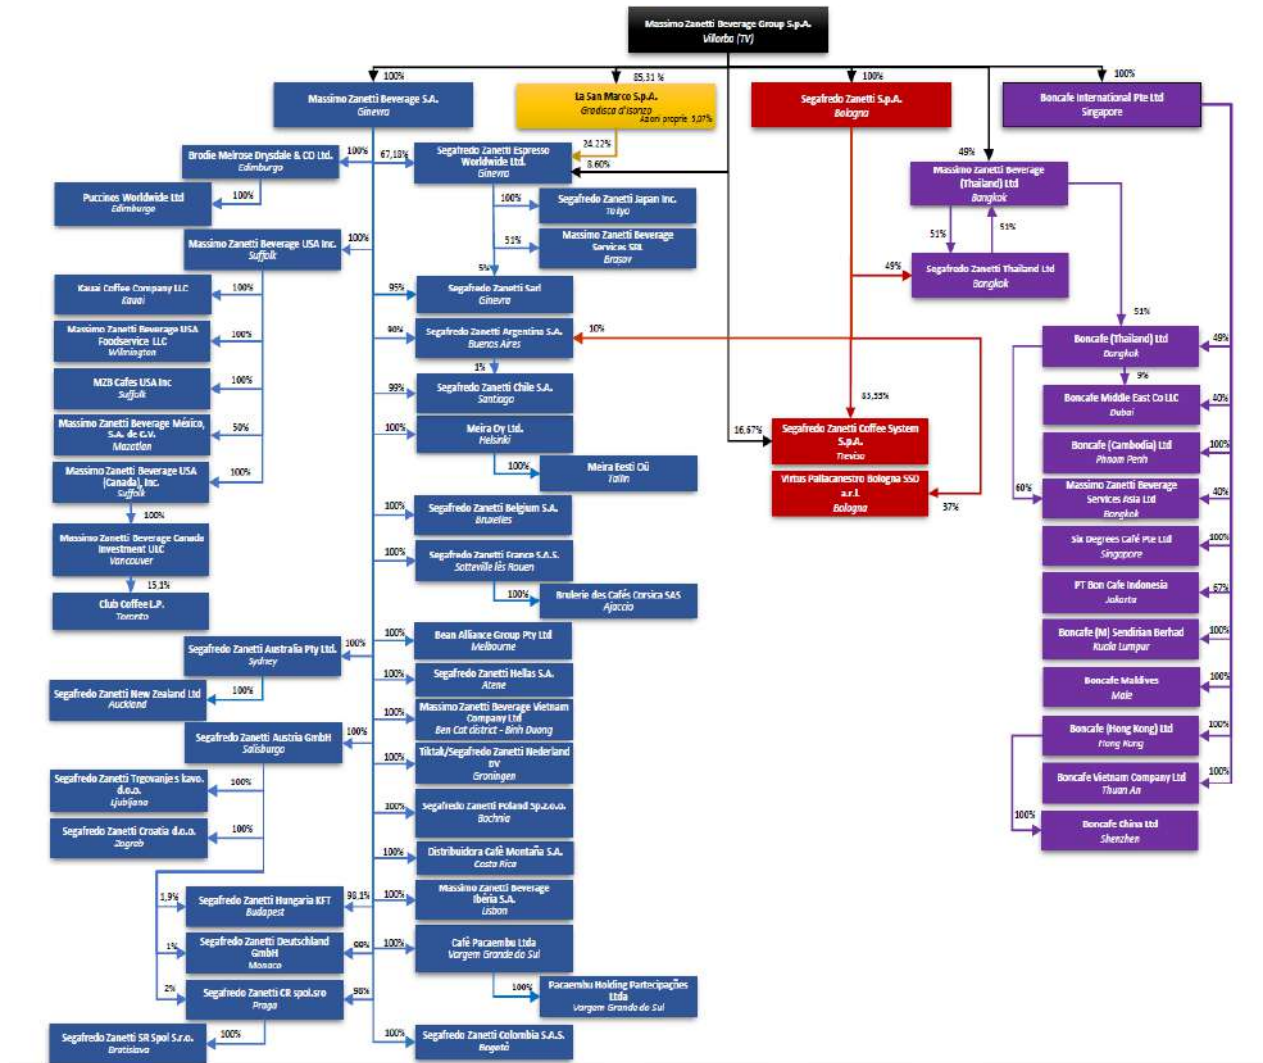 Massimo Zanetti Beverage Group S.p.A.
Villorba (TV)
100%
85,31 %
100%
100%
Massimo Zanetti Beverage S.A.
Ginevra
La San Marco S.p.A.
Gradisca d'Isonzo
Azioni proprie 5,07%
Segafredo Zanetti S.p.A.
Bologna
Boncafe International Pte Ltd
Singapore
Brodie Melrose Drysdale & CO Ltd.
Edimburgo
100%
67,18%
Segafredo Zanetti Espresso
Worldwide Ltd.
Ginevra
24.22%
8.60%
49%
Massimo Zanetti Beverage
(Thailand) Ltd
Bangkok
Puccinos Worldwide Ltd
Edimburgo
100%
100%
Segafredo Zanetti Japan Inc.
Tokyo
51%
51%
Massimo Zanetti Beverage USA Inc.
Suffolk
100%
51%
Massimo Zanetti Beverage
Services SRL
Brașov
Segafredo Zanetti Thailand Ltd
Bangkok
49%
5%
Kauai Coffee Company LLC
Kauai
100%
95%
Segafredo Zanetti Sarl
Ginevra
51%
Massimo Zanetti Beverage USA
Foodservice LLC
Wilmington
100%
90%
Segafredo Zanetti Argentina S.A.
Buenos Aires
10%
Boncafe (Thailand) Ltd
Bangkok
49%
1%
9%
MZB Cafes USA Inc
Suffolk
100%
99%
Segafredo Zanetti Chile S.A.
Santiago
Boncafe Middle East Co LLC
Dubai
40%
Massimo Zanetti Beverage México,
S.A. de C.V.
Mazatlan
50%
100%
Meira Oy Ltd.
Helsinki
16,67%
Segafredo Zanetti Coffee System
S.p.A.
Treviso
Boncafe (Cambodia) Ltd
Phnom Penh
100%
Massimo Zanetti Beverage USA
(Canada), Inc.
Suffolk
100%
100%
Meira Eesti Oü
Tallin
Virtus Pallacanestro Bologna SSD
a.r.l.
Bologna
37%
60%
Massimo Zanetti Beverage
Services Asia Ltd
Bangkok
40%
100%
100%
Segafredo Zanetti Belgium S.A.
Bruxelles
Massimo Zanetti Beverage Canada
Investment ULC
Vancouver
100%
Segafredo Zanetti France S.A.S.
Sotteville lès Rouen
Six Degrees Café Pte Ltd
Singapore
100%
15,1%
Club Coffee L.P.
Toronto
100%
Brulerie des Cafés Corsica SAS
Ajaccio
PT Bon Cafe Indonesia
Jakarta
67%
Segafredo Zanetti Australia Pty Ltd.
Sydney
100%
100%
Bean Alliance Group Pty Ltd
Melbourne
Boncafe (M) Sendirian Berhad
Kuala Lumpur
100%
Segafredo Zanetti New Zealand Ltd
Auckland
100%
100%
Segafredo Zanetti Hellas S.A.
Atene
Boncafe Maldives
Male
100%
Segafredo Zanetti Austria GmbH
Salisburgo
100%
100%
Massimo Zanetti Beverage Vietnam
Company Ltd
Ben Cat district - Binh Duong
Boncafe (Hong Kong) Ltd
Hong Kong
100%
Segafredo Zanetti Trgovanje s kavo.
d.o.o.
Ljubljana
100%
100%
Tiktak/Segafredo Zanetti Nederland
BV
Groningen
Boncafe Vietnam Company Ltd
Thuan An
100%
Segafredo Zanetti Croatia d.o.o.
Zagreb
100%
100%
Segafredo Zanetti Poland Sp.z.o.o.
Bochnia
100%
Boncafe China Ltd
Shenzhen
100%
Distribuidora Cafè Montaña S.A.
Costa Rica
1,9%
Segafredo Zanetti Hungaria KFT
Budapest
98,1%
100%
Massimo Zanetti Beverage
Ibèria S.A.
Lisbon
1%
Segafredo Zanetti Deutschland
GmbH
Monaco
99%
100%
Cafè Pacaembu Ltda
Vargem Grande do Sul
2%
Segafredo Zanetti CR spol.sro
Praga
98%
100%
Pacaembu Holding Partecipações
Ltda
Vargem Grande do Sul
Segafredo Zanetti SR Spol S.r.o.
Bratislava
100%
100%
Segafredo Zanetti Colombia S.A.S.
Bogotà